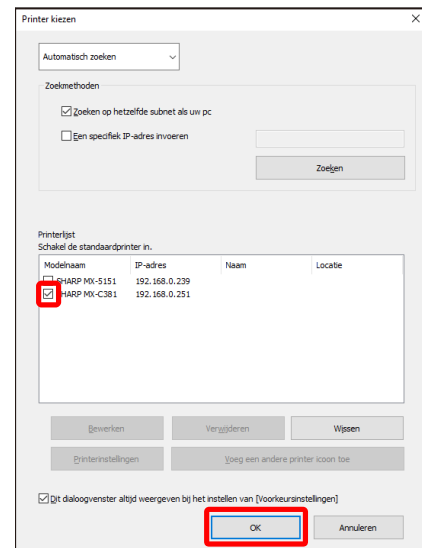 Printer kiezen
Automatisch zoeken
Zoekmethoden
Zoeken op hetzelfde subnet als uw pc
Een specifiek IP-adres invoeren
Zoeken
Printerlijst
Schakel de standaardprinter in.
Modelnaam IP-adres Naam Locatie
SHARP MX-5151 192.168.0.239
SHARP MX-C381 192.168.0.251
Bewerken Verwijderen Wissen
Printerinstellingen Voeg een andere printer icoon toe
Dit dialoogvenster altijd weergeven bij het instellen van [Voorkeursinstellingen]
OK Annuleren